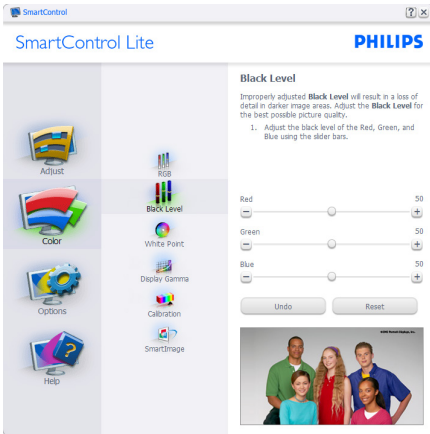 SmartControl
SmartControl Lite
PHILIPS
Adjust
Color
Options
Help
RGB
Black Level
White Point
Display Gamma
Calibration
SmartImage
Black Level
Improperly adjusted Black Level will result in a loss of
detail in darker image areas. Adjust the Black Level for
the best possible picture quality.
1. Adjust the black level of the Red, Green, and
Blue using the slider bars.
Red 50
Green 50
Blue 50
Undo Reset